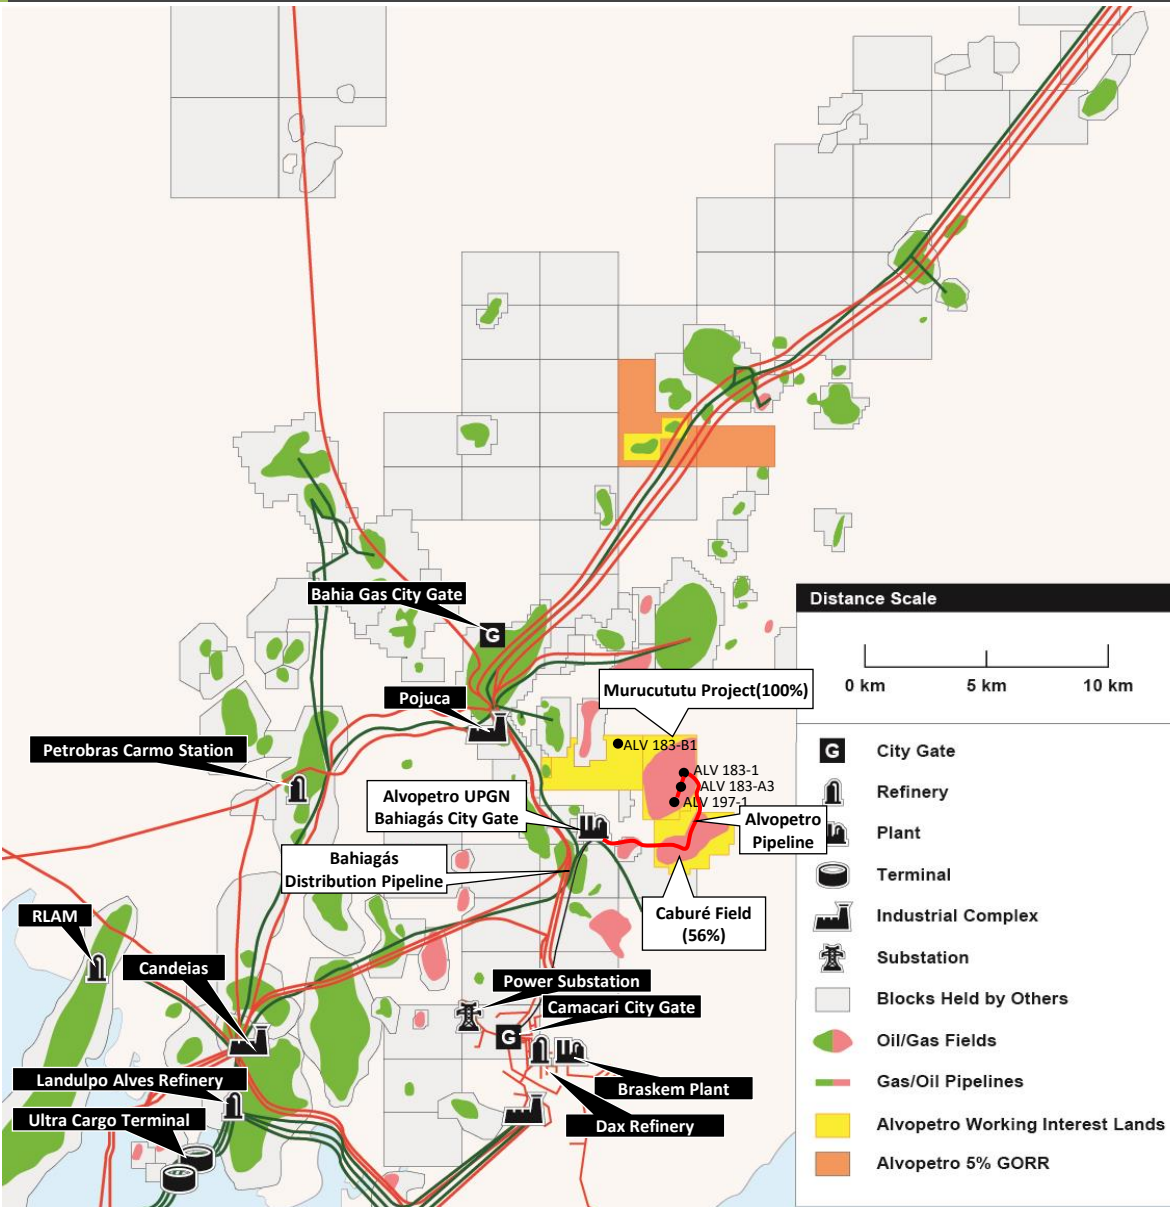 Bahia Gas City Gate
G
Pojuca
Murucututu Project(100%)
ALV 183-B1
ALV 183-1
ALV 183-A3
ALV 197-1
Petrobras Carmo Station
Alvopetro UPGN
Bahiagás City Gate
Alvopetro
Pipeline
Bahiagás
Distribution Pipeline
Caburé Field
(56%)
RLAM
Candeias
Power Substation
Camacari City Gate
G
Landulpo Alves Refinery
Braskem Plant
Ultra Cargo Terminal
Dax Refinery
Distance Scale
0 km
5 km
10 km
G
City Gate
Refinery
Plant
Terminal
Industrial Complex
Substation
Blocks Held by Others
Oil/Gas Fields
Gas/Oil Pipelines
Alvopetro Working Interest Lands
Alvopetro 5% GORR